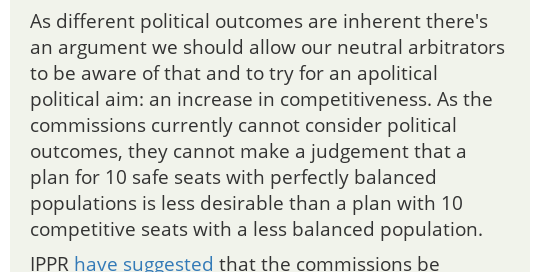 As different political outcomes are inherent there's
an argument we should allow our neutral arbitrators
to be aware of that and to try for an apolitical
political aim: an increase in competitiveness. As the
commissions currently cannot consider political
outcomes, they cannot make a judgement that a
plan for 10 safe seats with perfectly balanced
populations is less desirable than a plan with 10
competitive seats with a less balanced population.
IPPR have suggested that the commissions be